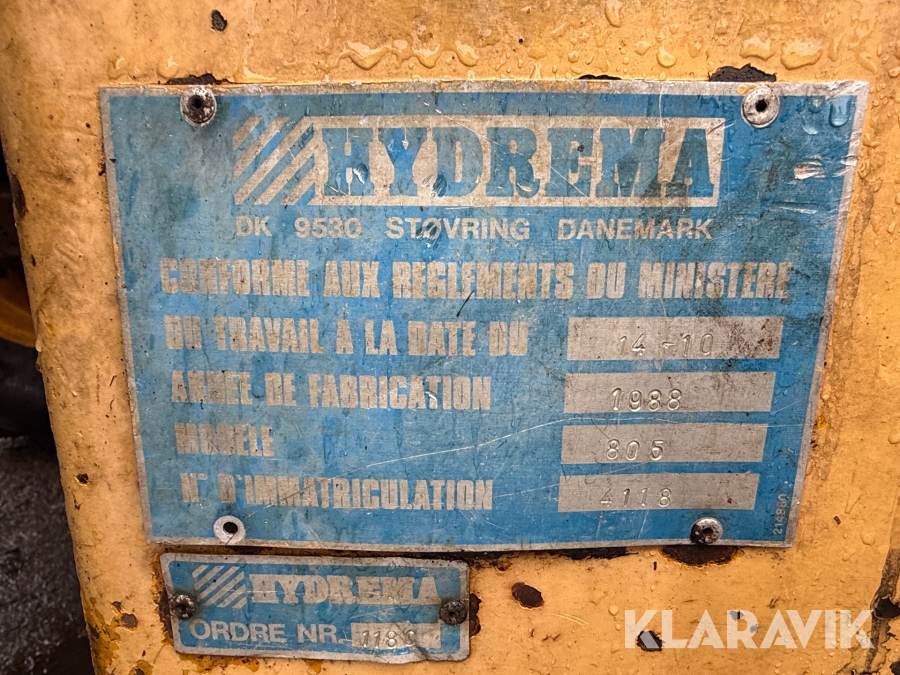 HYDREMA
DK 9530 STØVRING DANEMARK
CONFORME AUX REGLEMENTS DU MINISTERE
DU TRAVAIL A LA DATE DU 14-10
ANNEE DE FABRICATION 1988
MODELE 805
N° D'IMMATRICULATION 4118
HYDREMA
ORDRE NR.
KLARAVIK